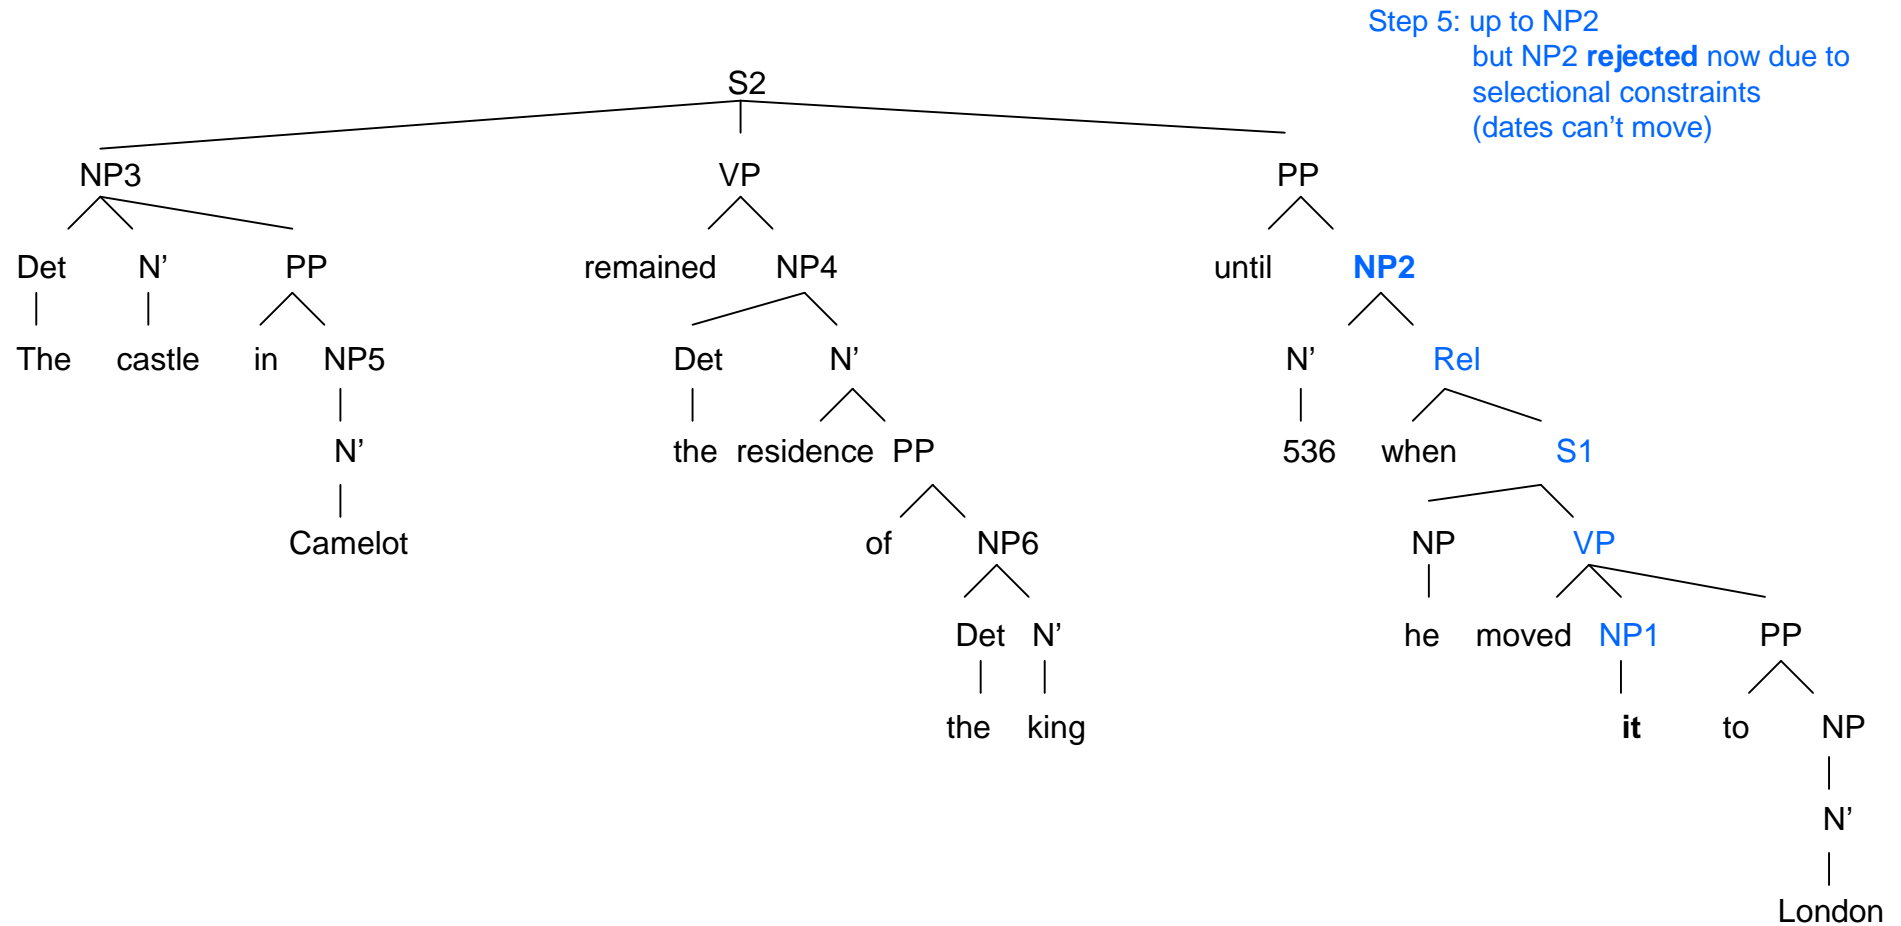 Step 5: up to NP2
but NP2 rejected now due to
selectional constraints
(dates can't move)
S2
NP3 VP PP
Det N’ PP remained NP4 until NP2
The castle in NP5 Det N’ N’ Rel
N’ the residence PP 536 when S1
Camelot of NP6 NP VP
Det N’ he moved NP1 PP
the king it to NP
N’
London